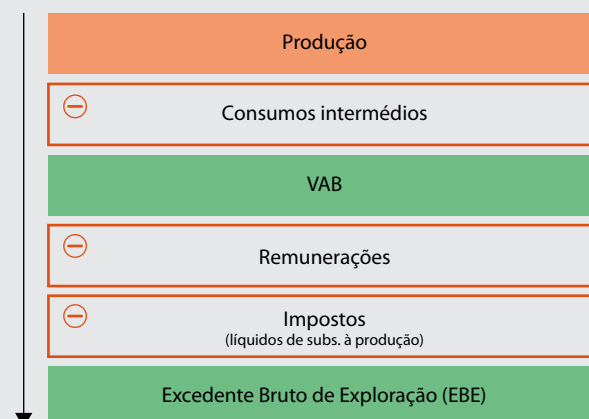 Produção
Consumos intermédios
VAB
Remunerações
Impostos
(líquidos de subs. à produção)
Excedente Bruto de Exploração (EBE)